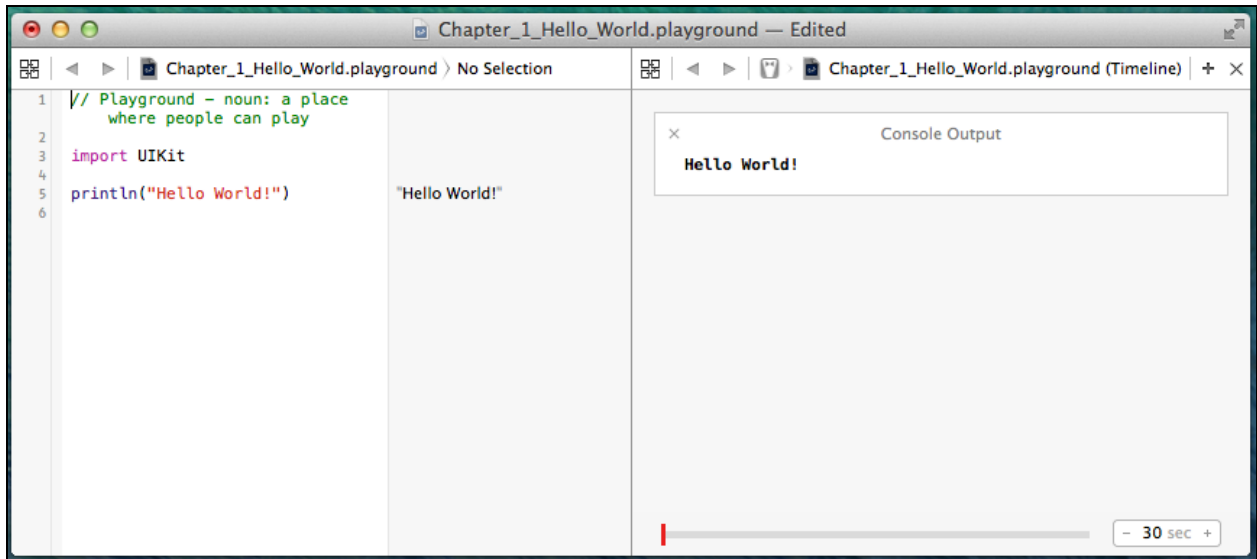 Chapter_1_Hello_World.playground — Edited
Chapter_1_Hello_World.playground 〉 No Selection
Chapter_1_Hello_World.playground (Timeline) + ×
1 // Playground – noun: a place
where people can play
2
3 import UIKit
4
5 println("Hello World!") "Hello World!"
6
× Console Output
Hello World!
– 30 sec +